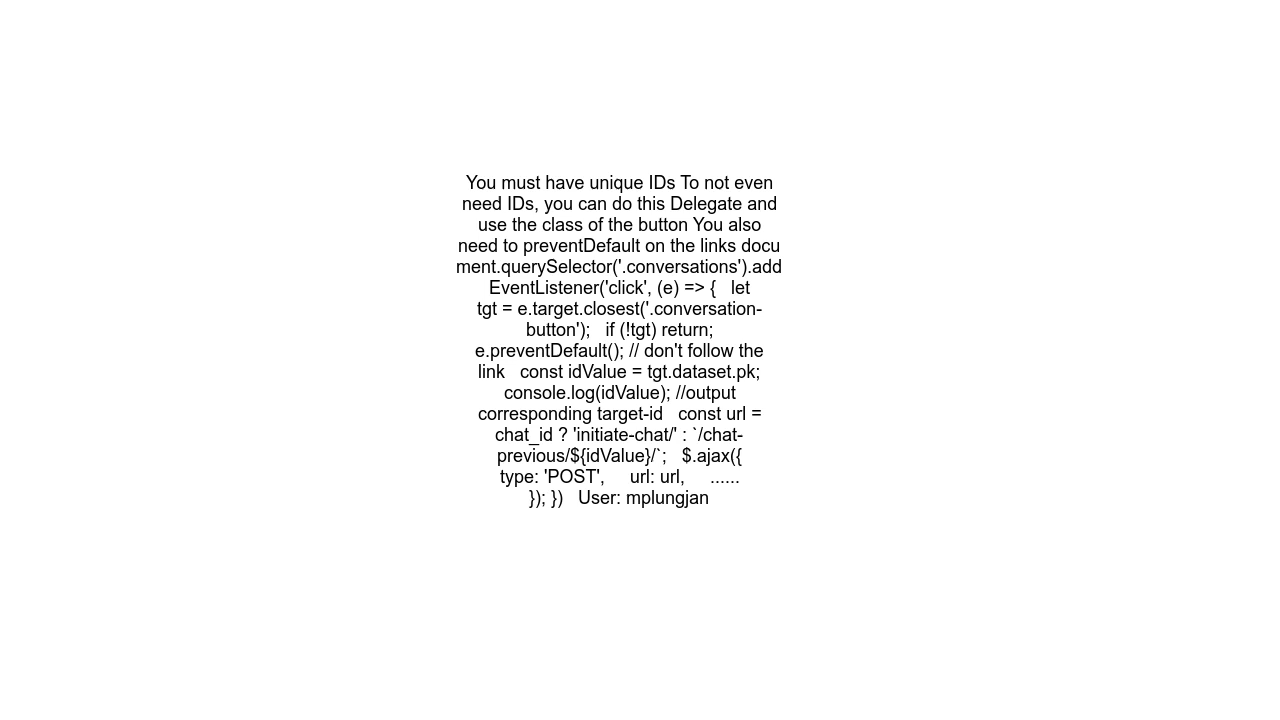 You must have unique IDs To not even
need IDs, you can do this Delegate and
use the class of the button You also
need to preventDefault on the links docu
ment.querySelector('.conversations').add
EventListener('click', (e) => {   let
tgt = e.target.closest('.conversation-
button');   if (!tgt) return;
e.preventDefault(); // don't follow the
link   const idValue = tgt.dataset.pk;
console.log(idValue); //output
corresponding target-id   const url =
chat_id ? 'initiate-chat/' : `/chat-
previous/${idValue}/`;   $.ajax({
type: 'POST',     url: url,     ......
}); })   User: mplungjan